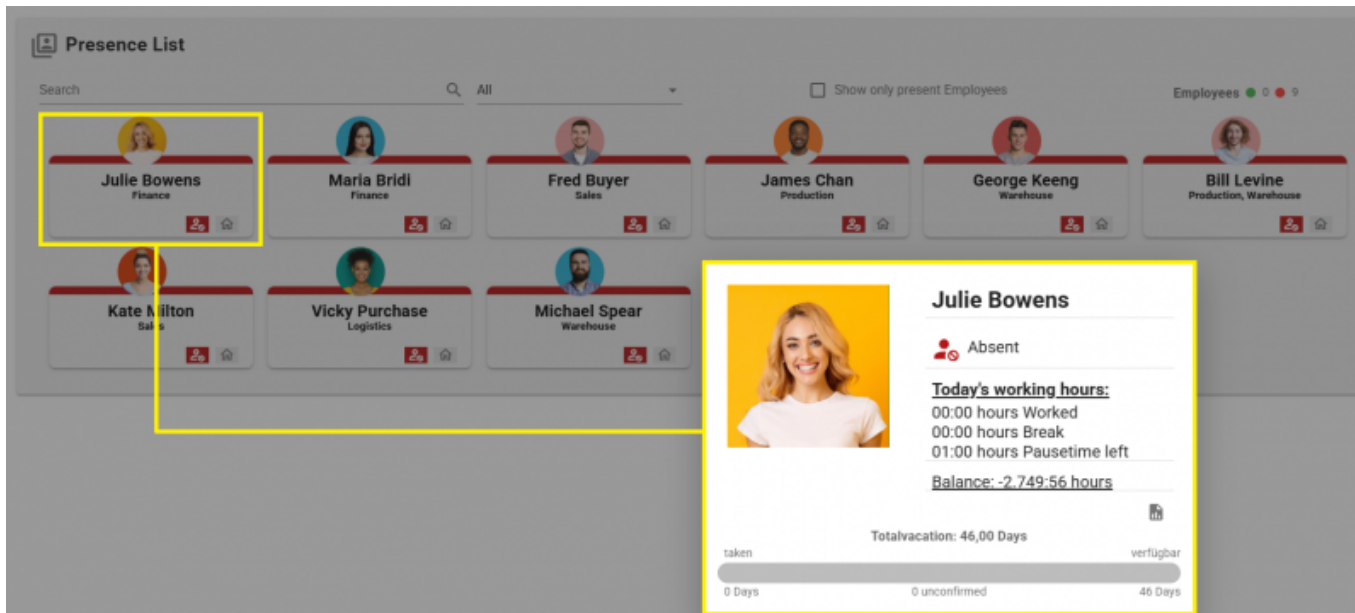 Presence List
Search
All
Show only present Employees
Employees 0 9
Julie Bowens
Finance
Maria Bridi
Finance
Fred Buyer
Sales
James Chan
Production
George Keeng
Warehouse
Bill Levine
Production, Warehouse
Kate Milton
Sales
Vicky Purchase
Logistics
Michael Spear
Warehouse
Julie Bowens
Absent
Today's working hours:
00:00 hours Worked
00:00 hours Break
01:00 hours Pausetime left
Balance: -2.749:56 hours
Totalvacation: 46,00 Days
taken verfügbar
0 Days 0 unconfirmed 46 Days